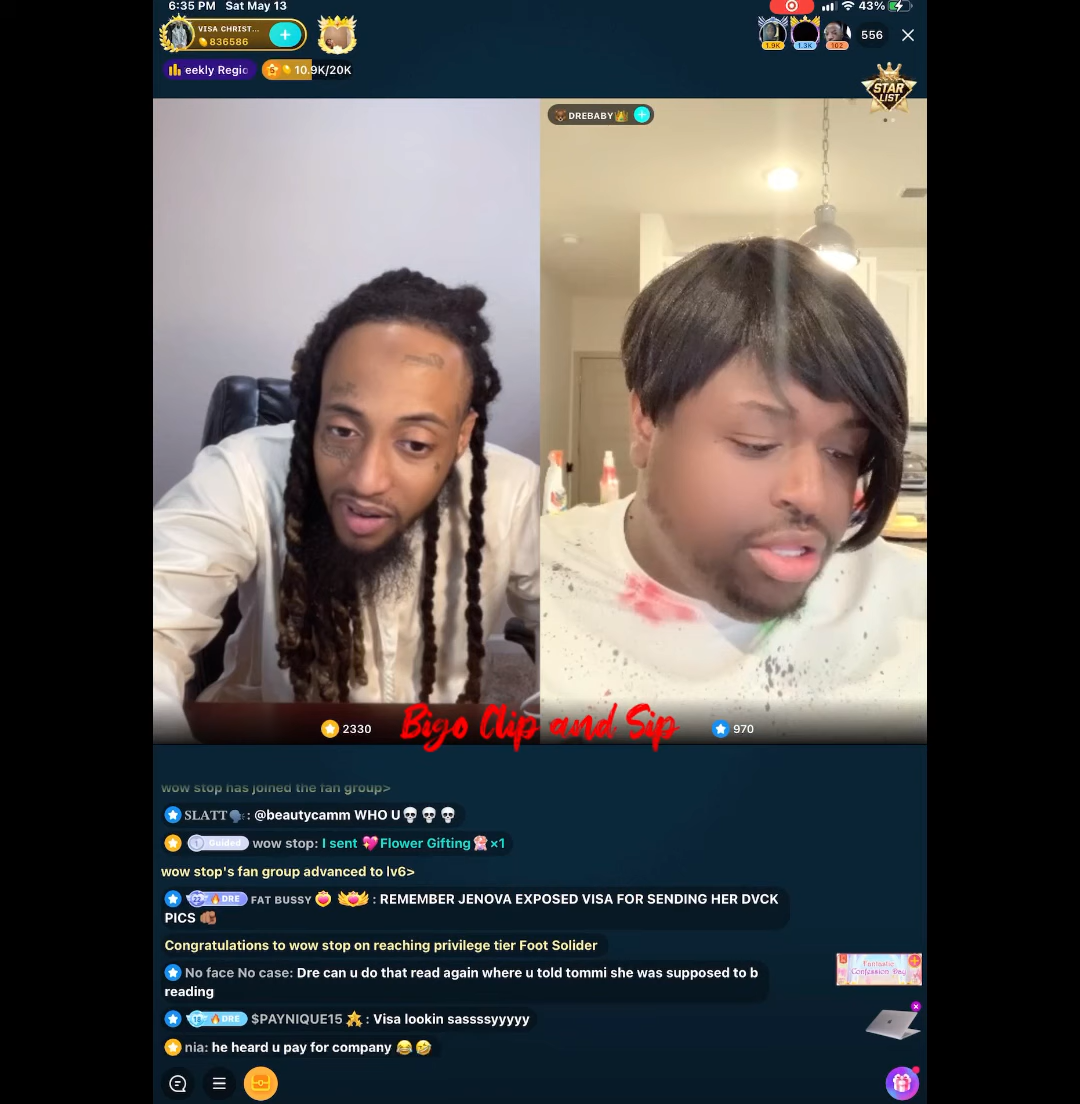 6:35 PM Sat May 13
43%
VISA CHRIST...
836586
1.9K
1.3K
102
556
eekly Regio
10.9K/20K
STAR
LIST
DREBABY
2330
Bigo Clip and Sip
970
wow stop has joined the fan group>
SLATT: @beautycamm WHO U
Guided wow stop: I sent Flower Gifting x1
wow stop's fan group advanced to lv6>
22 DRE FAT BUSSY : REMEMBER JENOVA EXPOSED VISA FOR SENDING HER DVCK
PICS
Congratulations to wow stop on reaching privilege tier Foot Solider
No face No case: Dre can u do that read again where u told tommi she was supposed to b
reading
DRE $PAYNIQUE15 : Visa lookin sassssyyyyy
nia: he heard u pay for company
Fantastic
Confession Day